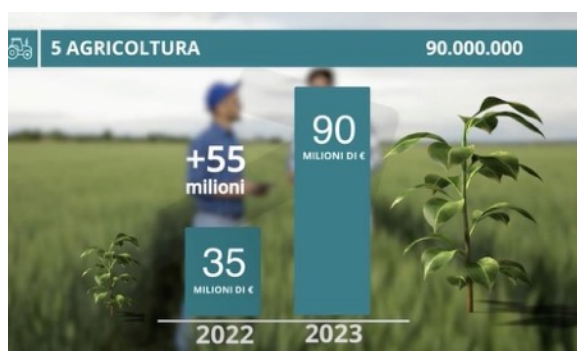 5 AGRICOLTURA 90.000.000
90
MILIONI DI €
+55
milioni
35
MILIONI DI €
2022 2023